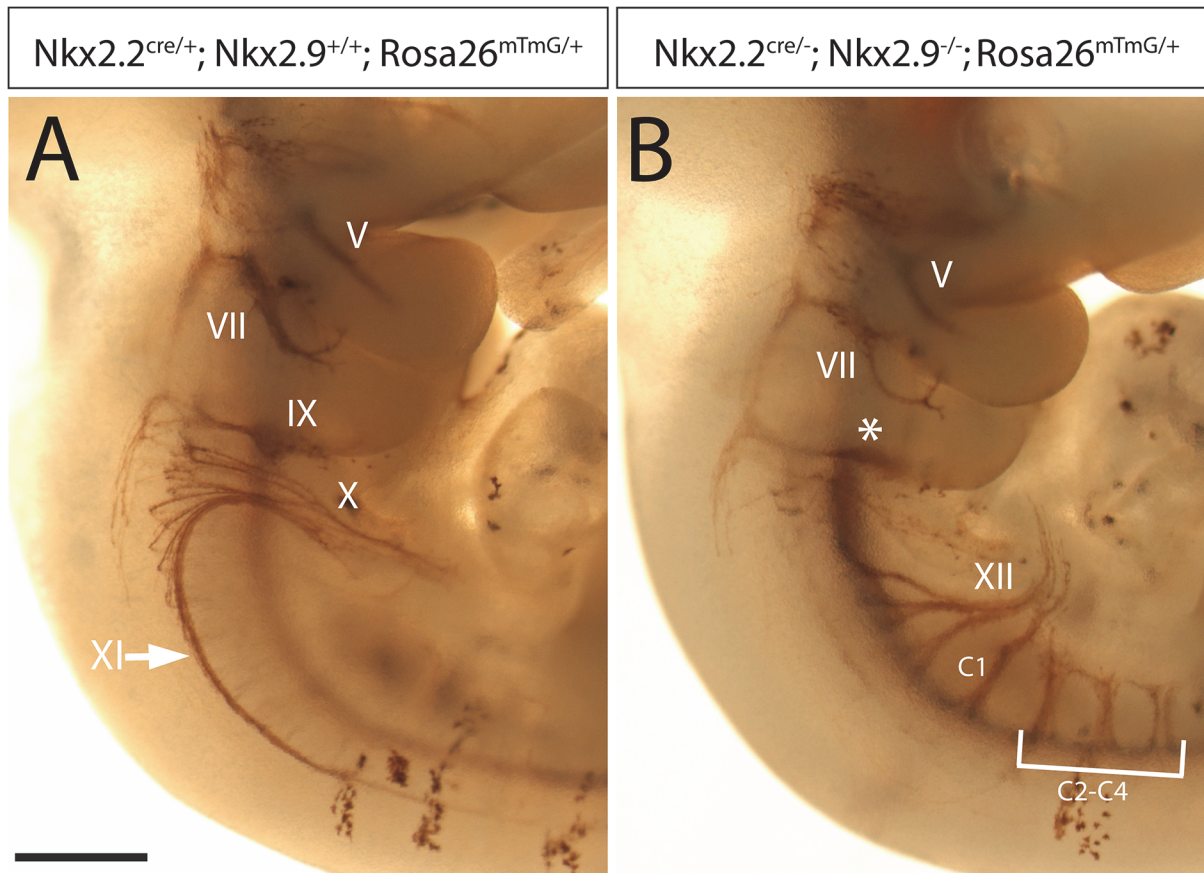 Nkx2.2cre/+; Nkx2.9+/+; Rosa26mTmG/+
Nkx2.2cre/-; Nkx2.9-/-; Rosa26mTmG/+
A
V
VII
IX
X
XI
B
V
VII
*
XII
C1
C2-C4